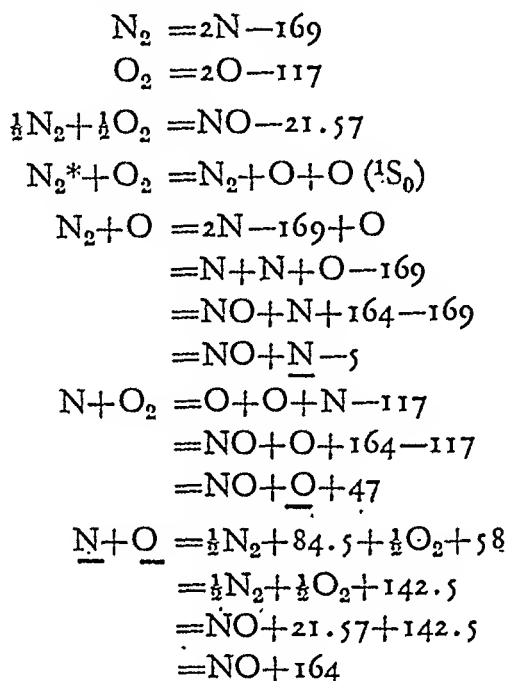 N₂ =2N—169
O₂ =2O—117
½N₂+½O₂ =NO—21.57
N₂*+O₂ =N₂+O+O (¹S₀)
N₂+O =2N—169+O
=N+N+O—169
=NO+N+164—169
=NO+N—5
N+O₂ =O+O+N—117
=NO+O+164—117
=NO+O+47
N+O =½N₂+84.5+½O₂+58
=½N₂+½O₂+142.5
=NO+21.57+142.5
=NO+164